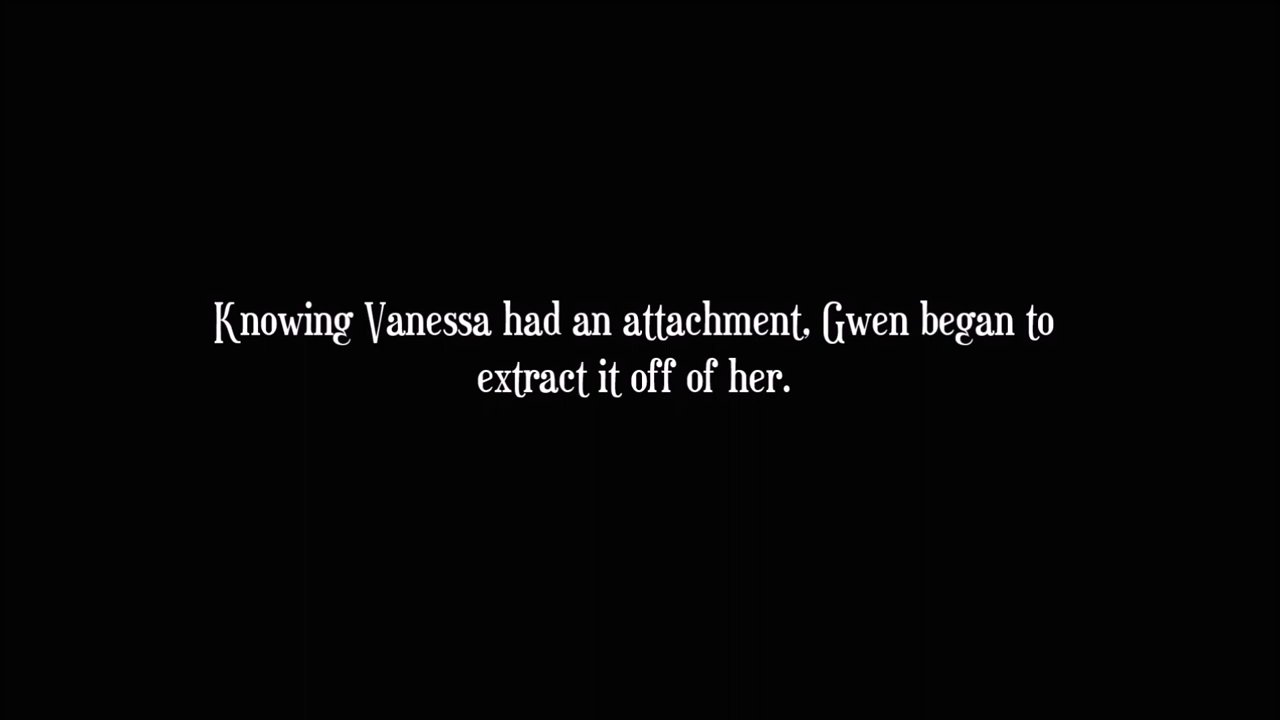 Knowing Vanessa had an attachment, Gwen began to
extract it off of her.